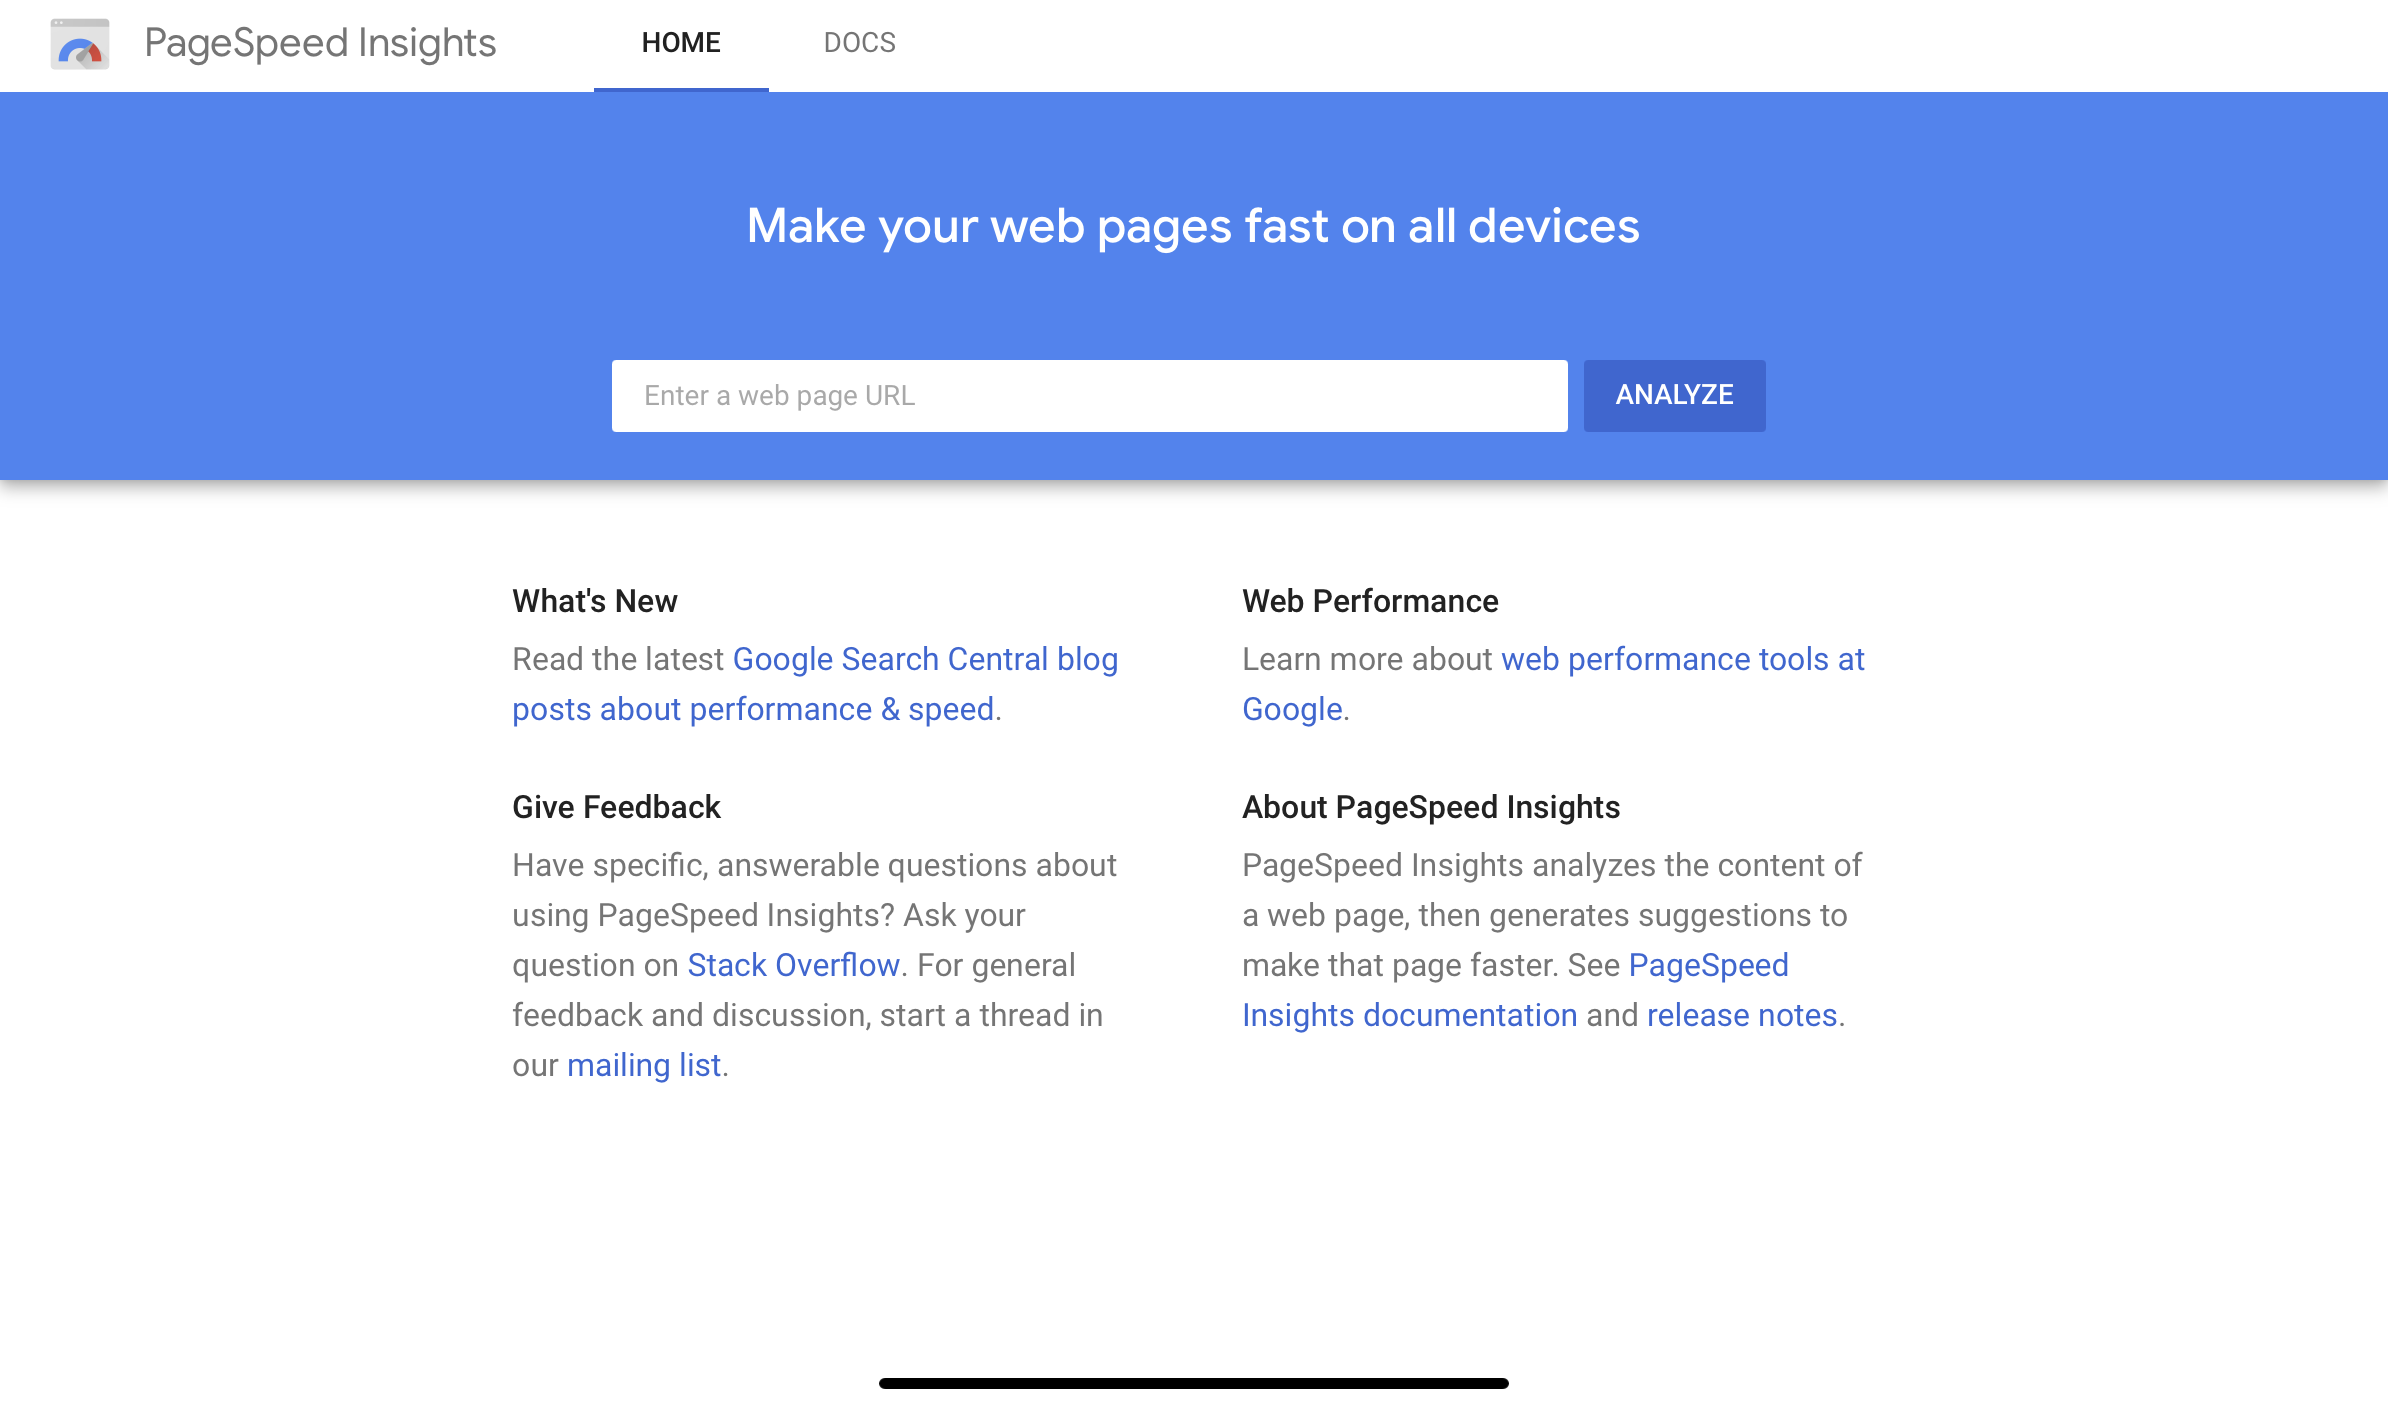 PageSpeed Insights
HOME
DOCS
Make your web pages fast on all devices
Enter a web page URL
ANALYZE
What's New
Read the latest Google Search Central blog
posts about performance & speed.
Web Performance
Learn more about web performance tools at
Google.
Give Feedback
Have specific, answerable questions about
using PageSpeed Insights? Ask your
question on Stack Overflow. For general
feedback and discussion, start a thread in
our mailing list.
About PageSpeed Insights
PageSpeed Insights analyzes the content of
a web page, then generates suggestions to
make that page faster. See PageSpeed
Insights documentation and release notes.